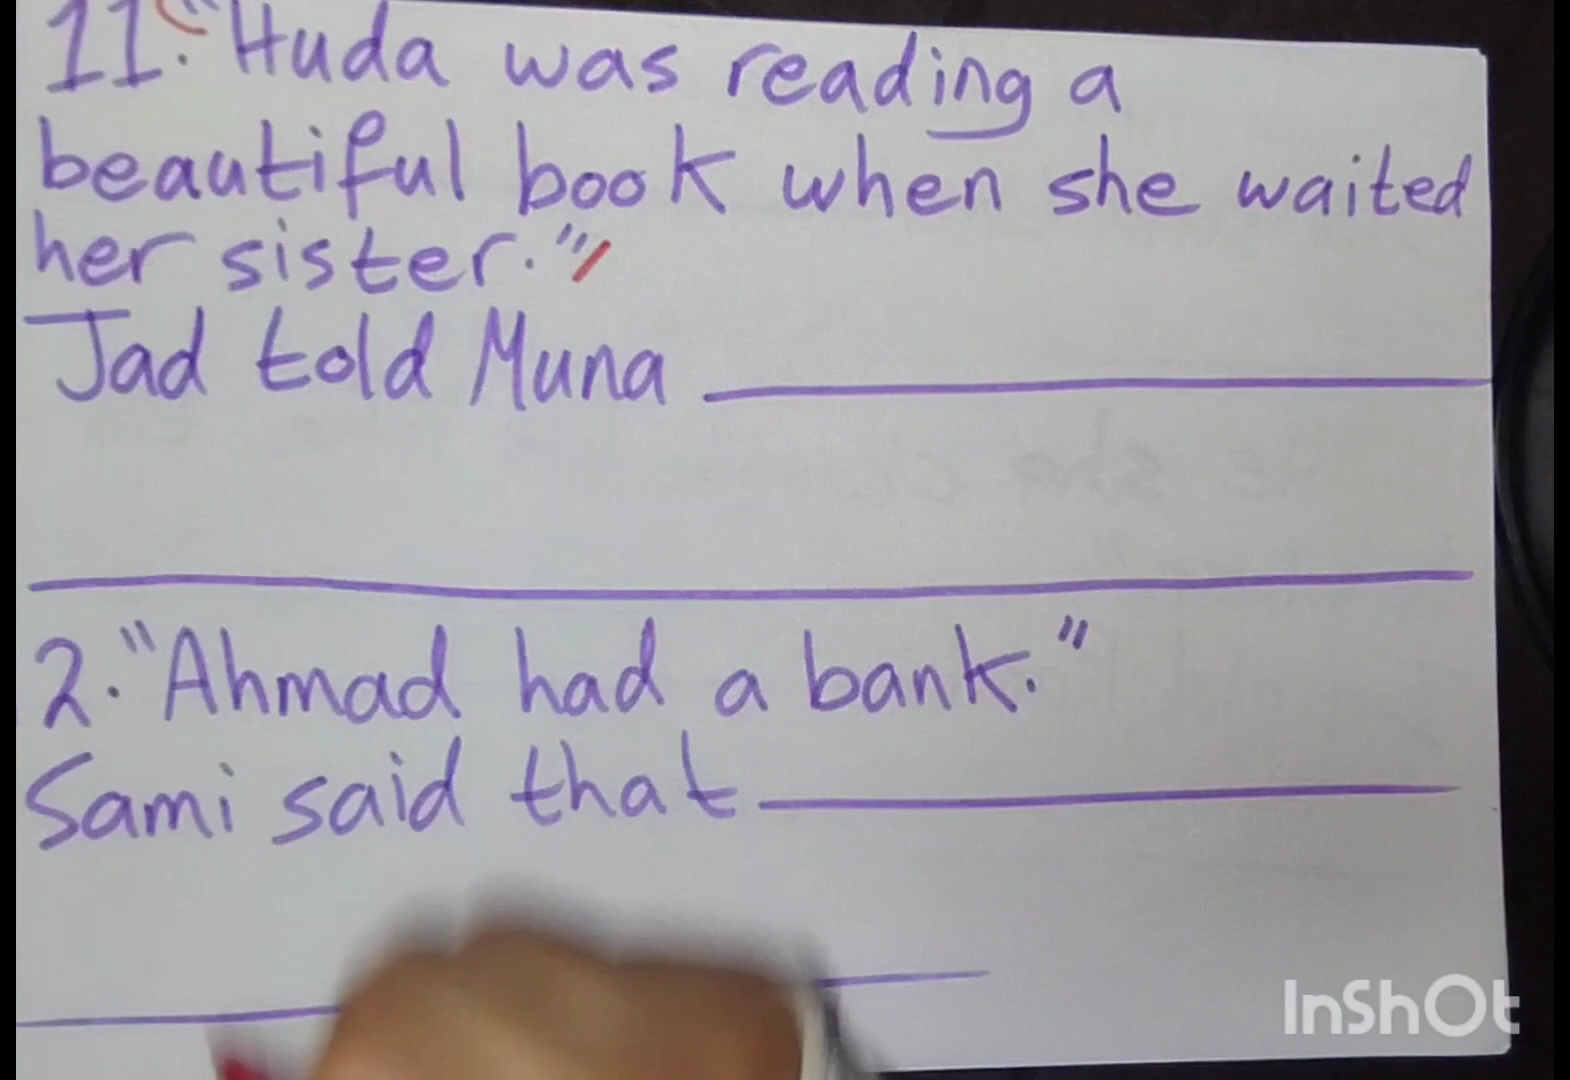 11. "Huda was reading a
beautiful book when she waited
her sister."
Jad told Muna
2. "Ahmad had a bank."
Sami said that
InShOt